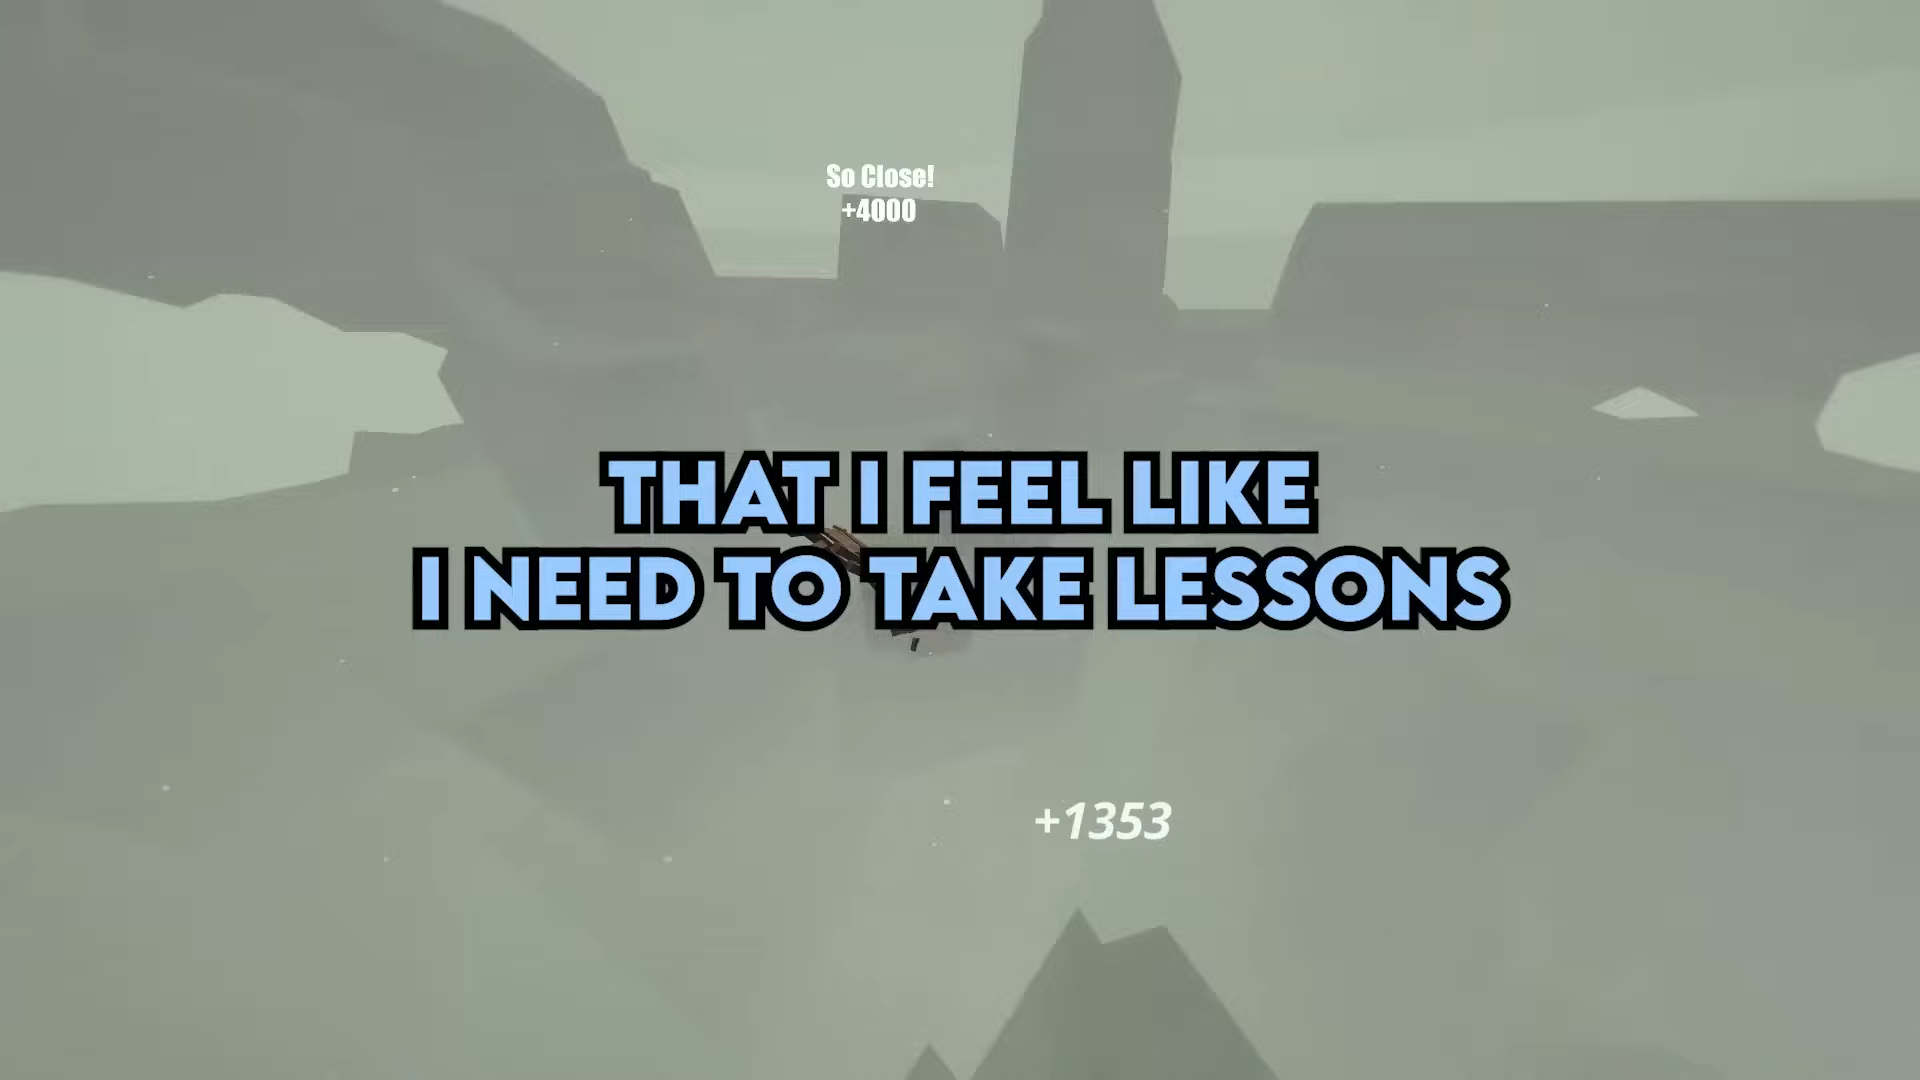 So Close!
+4000
THAT I FEEL LIKE
I NEED TO TAKE LESSONS
+1353